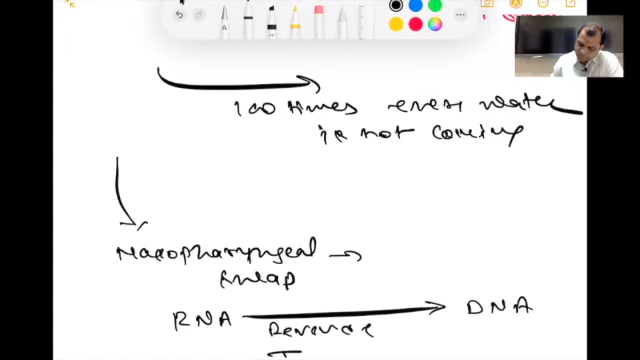 100 times even water
is not coming
Nasopharyngeal →
Swap
RNA → DNA
Reverse
T